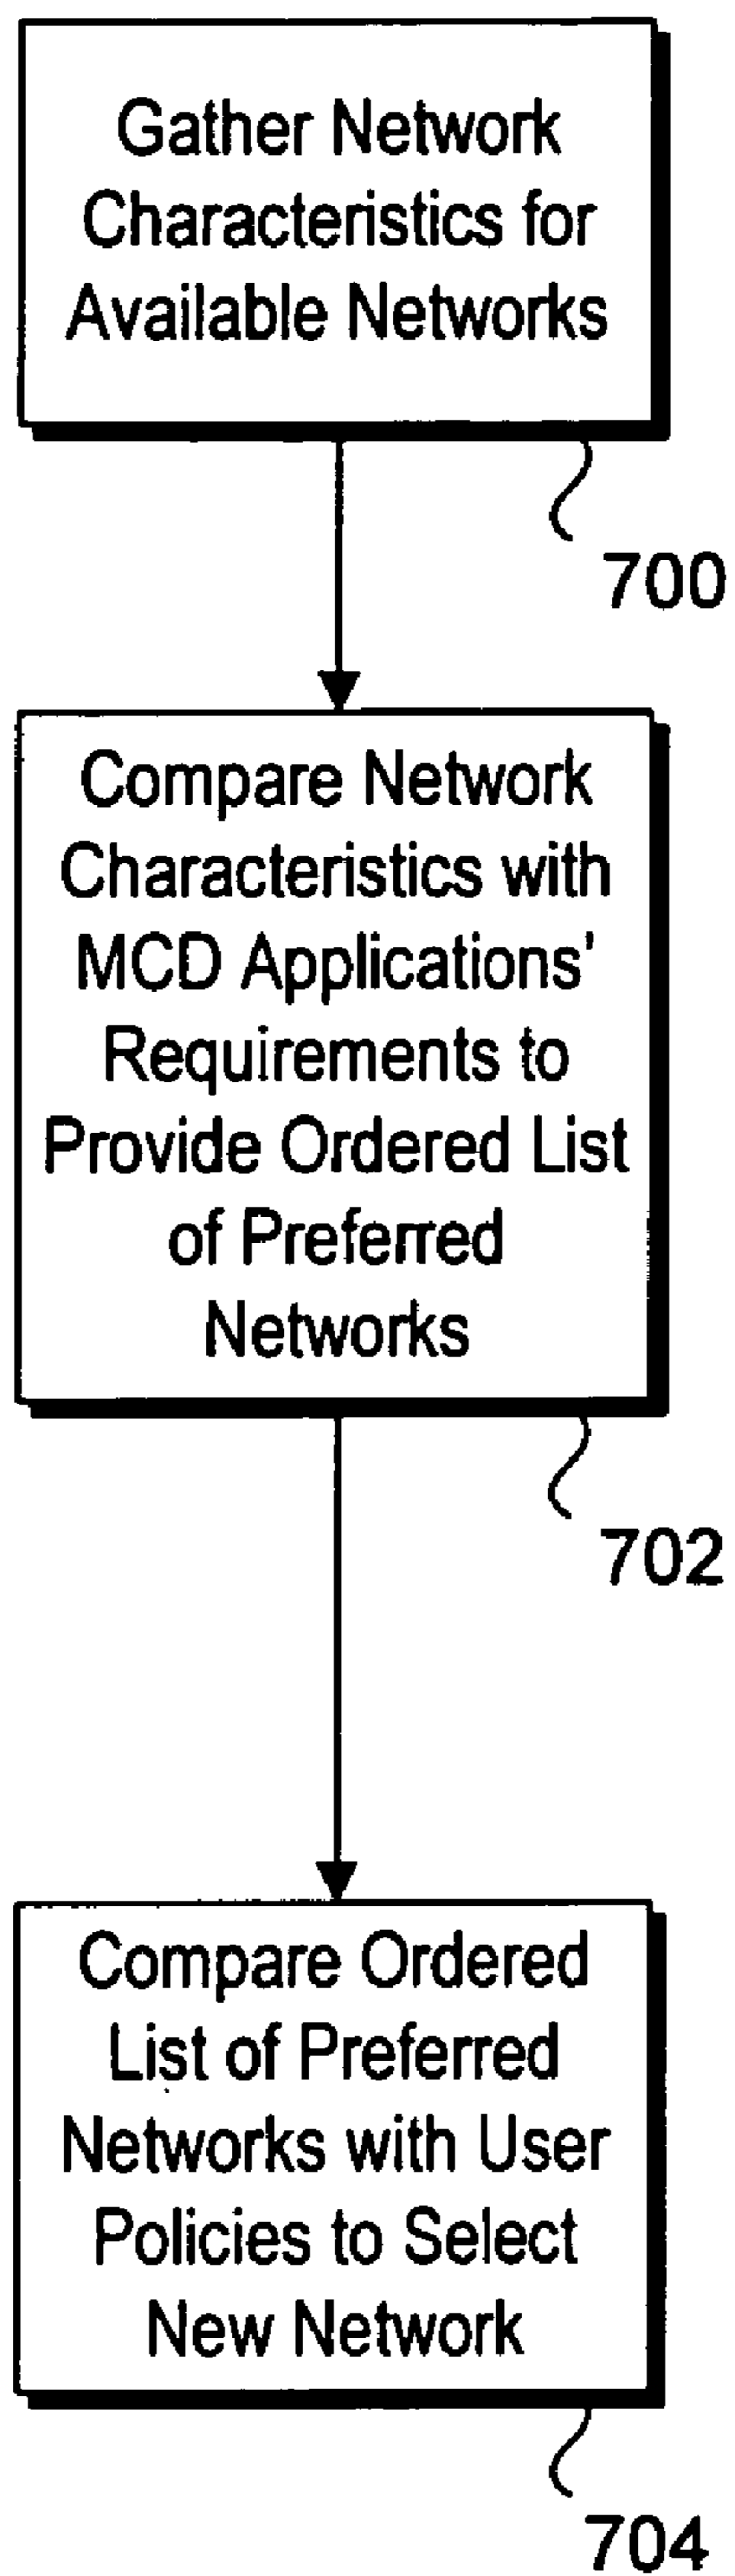 Gather Network
Characteristics for
Available Networks
700
Compare Network
Characteristics with
MCD Applications'
Requirements to
Provide Ordered List
of Preferred
Networks
702
Compare Ordered
List of Preferred
Networks with User
Policies to Select
New Network
704